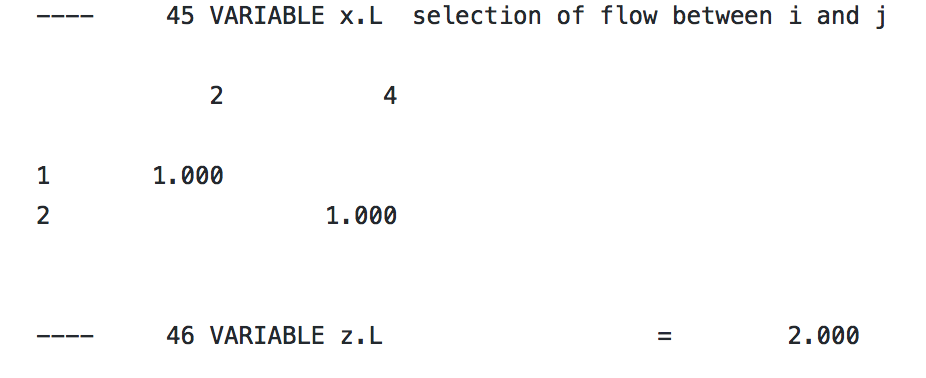 ----     45 VARIABLE x.L  selection of flow between i and j
            2           4
1       1.000
2                   1.000
----     46 VARIABLE z.L                   =        2.000